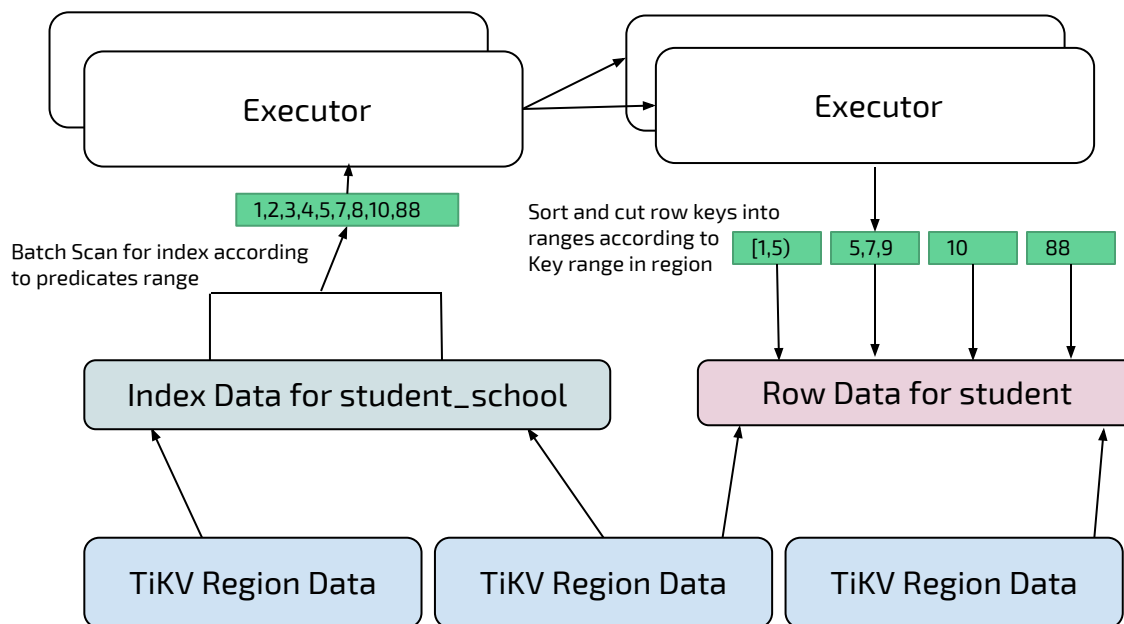 Executor
Executor
1,2,3,4,5,7,8,10,88
Batch Scan for index according
to predicates range
Sort and cut row keys into
ranges according to
Key range in region
[1,5)
5,7,9
10
88
Index Data for student_school
Row Data for student
TiKV Region Data
TiKV Region Data
TiKV Region Data